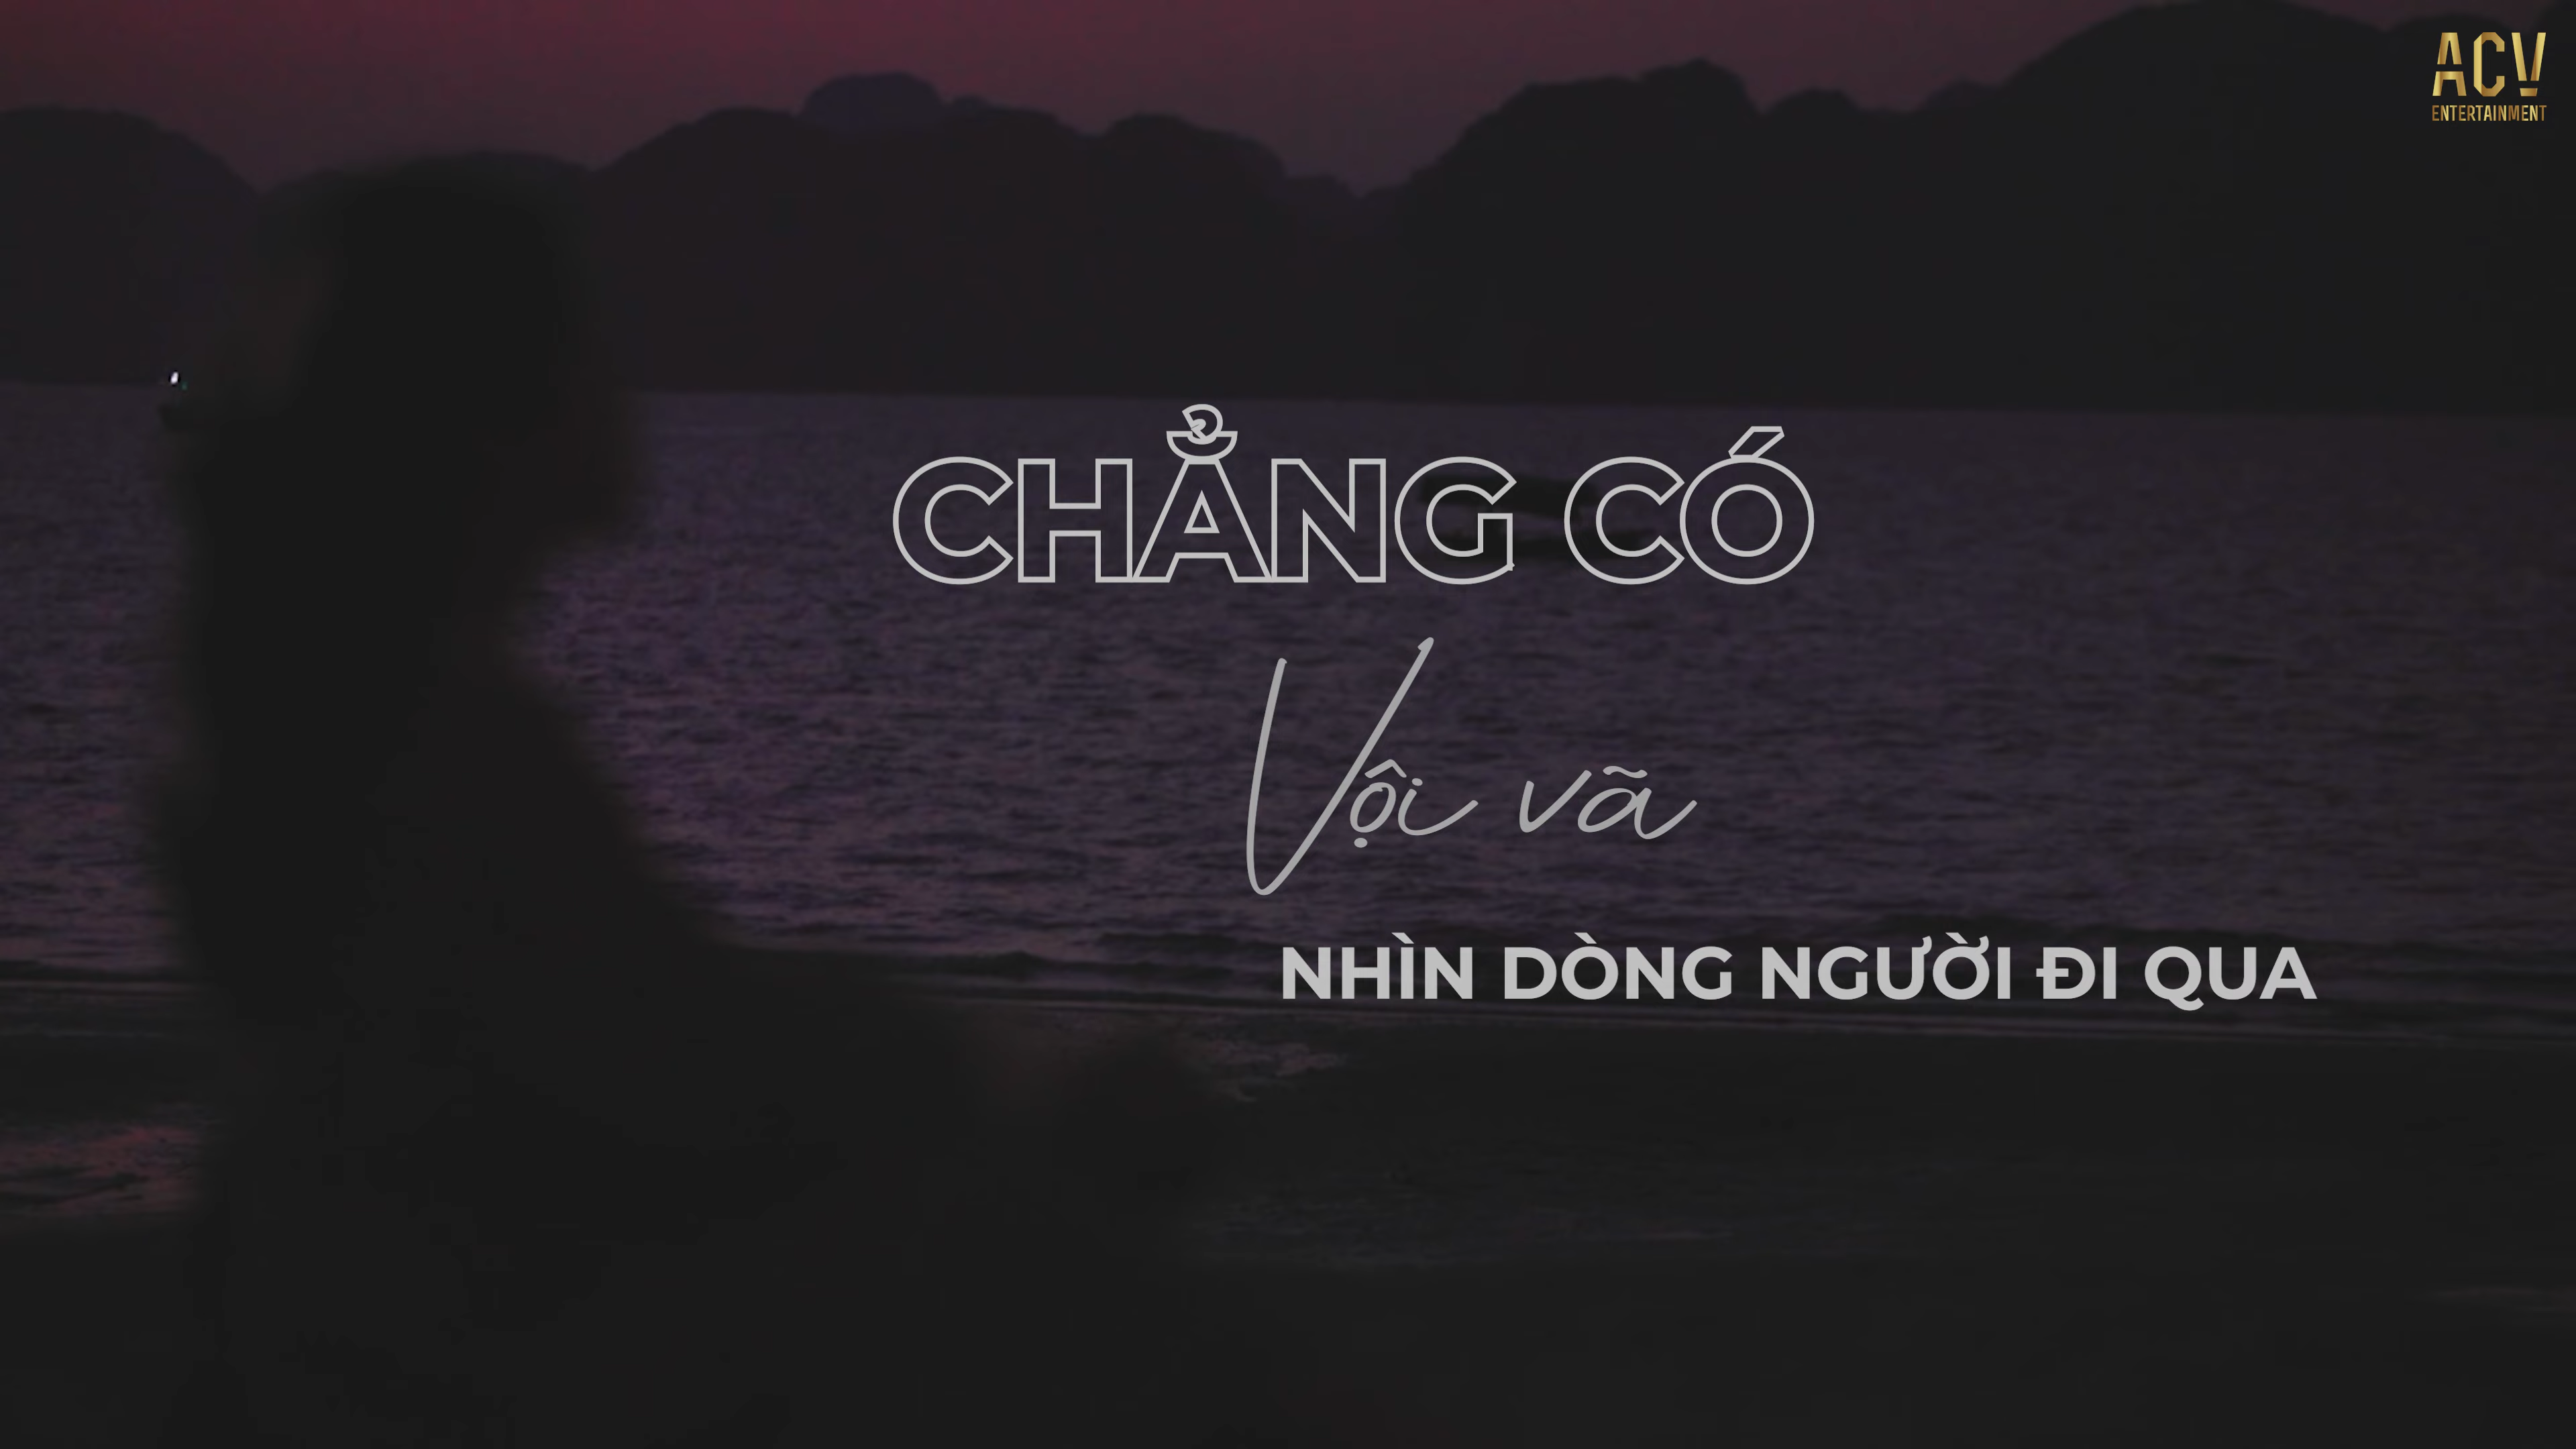 ACV
ENTERTAINMENT
CHẲNG CÓ
Vội vã
NHÌN DÒNG NGƯỜI ĐI QUA